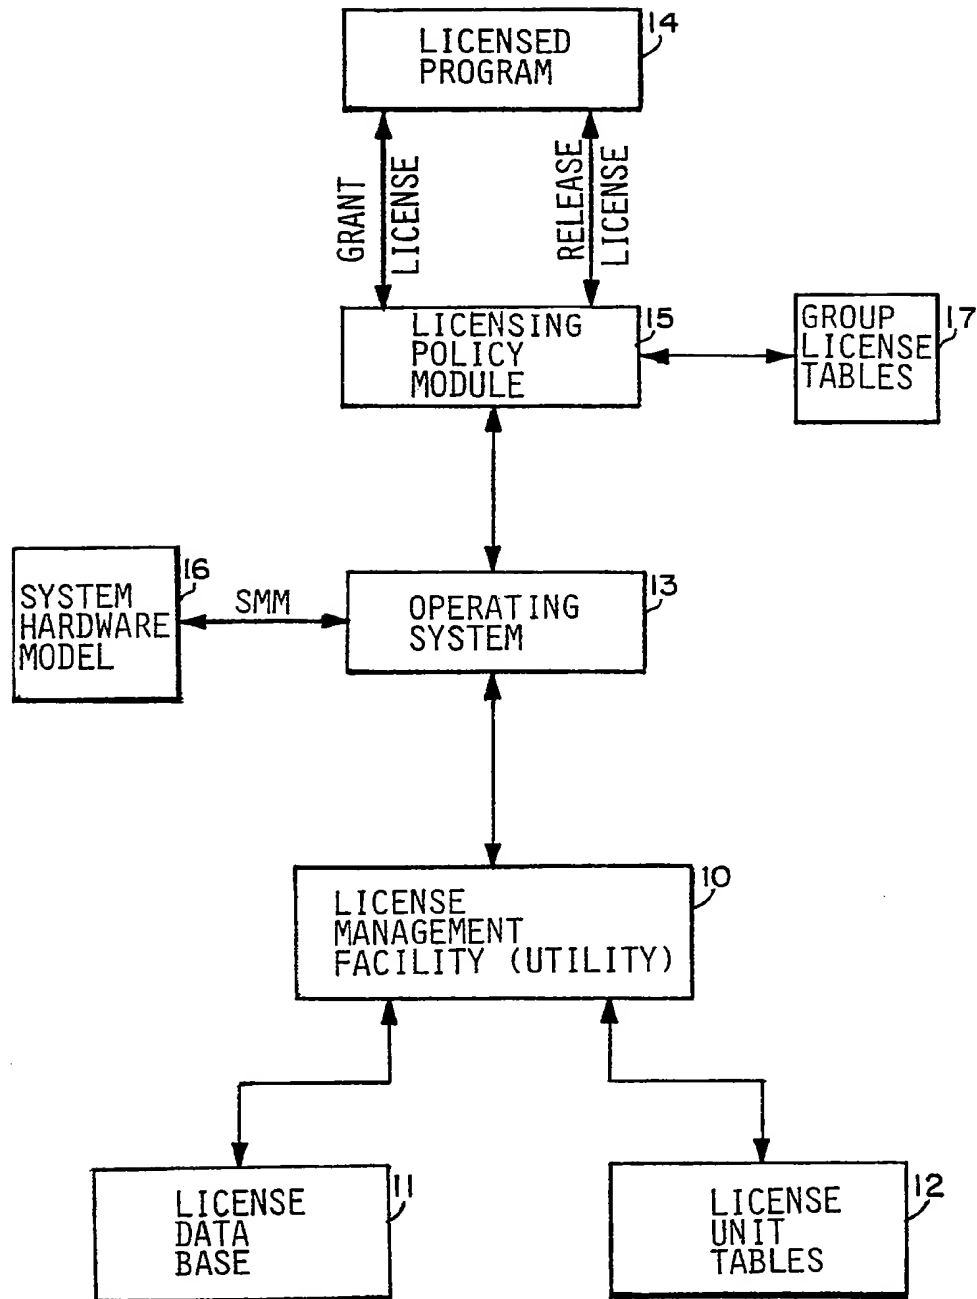 LICENSED
PROGRAM
14
GRANT
LICENSE
RELEASE
LICENSE
LICENSING
POLICY
MODULE
15
GROUP
LICENSE
TABLES
17
SYSTEM
HARDWARE
MODEL
16
SMM
OPERATING
SYSTEM
13
LICENSE
MANAGEMENT
FACILITY (UTILITY)
10
LICENSE
DATA
BASE
11
LICENSE
UNIT
TABLES
12